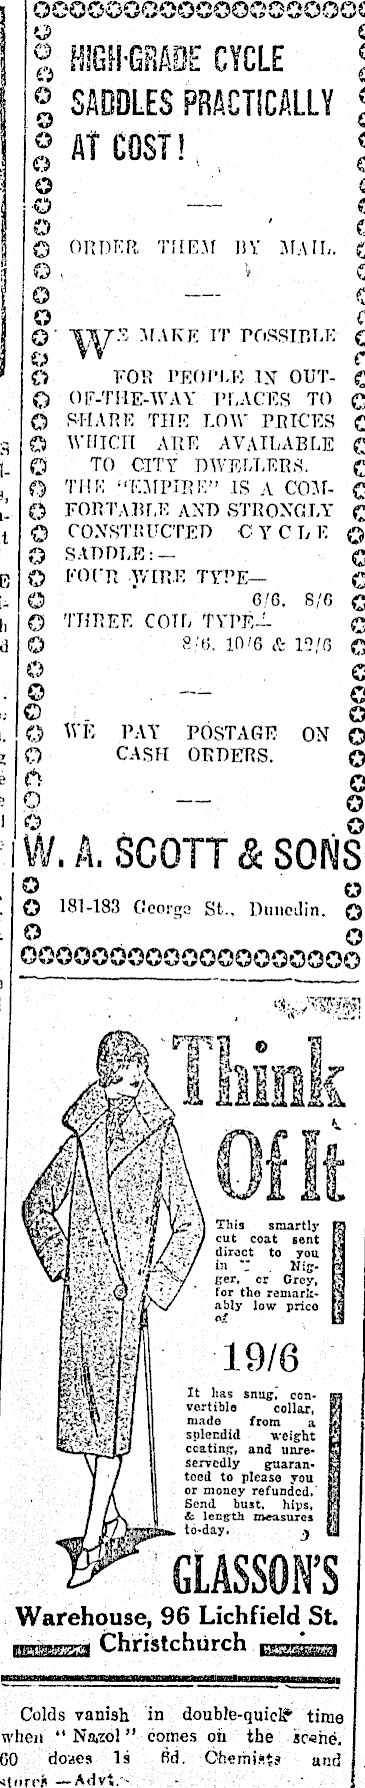 HIGH-GRADE CYCLE
SADDLES PRACTICALLY
AT COST!
ORDER THEM BY MAIL.
WE MAKE IT POSSIBLE
FOR PEOPLE IN OUT-
OF-THE-WAY PLACES TO
SHARE THE LOW PRICES
WHICH ARE AVAILABLE
TO CITY DWELLERS.
THE "EMPIRE" IS A COM-
FORTABLE AND STRONGLY
CONSTRUCTED CYCLE
SADDLE:—
FOUR WIRE TYPE—
6/6, 8/6
THREE COIL TYPE—
8/6, 10/6 & 12/6
WE PAY POSTAGE ON
CASH ORDERS.
W. A. SCOTT & SONS
181-183 George St., Dunedin.
Think
Of It
This smartly
cut coat sent
direct to you
in Nig-
ger, or Grey,
for the remark-
ably low price
of
19/6
It has snug, con-
vertible collar,
made from a
splendid weight
coating, and unre-
servedly guaran-
teed to please you
or money refunded.
Send bust, hips,
& length measures
to-day.
GLASSON'S
Warehouse, 96 Lichfield St.
Christchurch
Colds vanish in double-quick time
when "Nazol" comes on the scene.
60 doses 1s 6d. Chemists and
stores.—Advt.